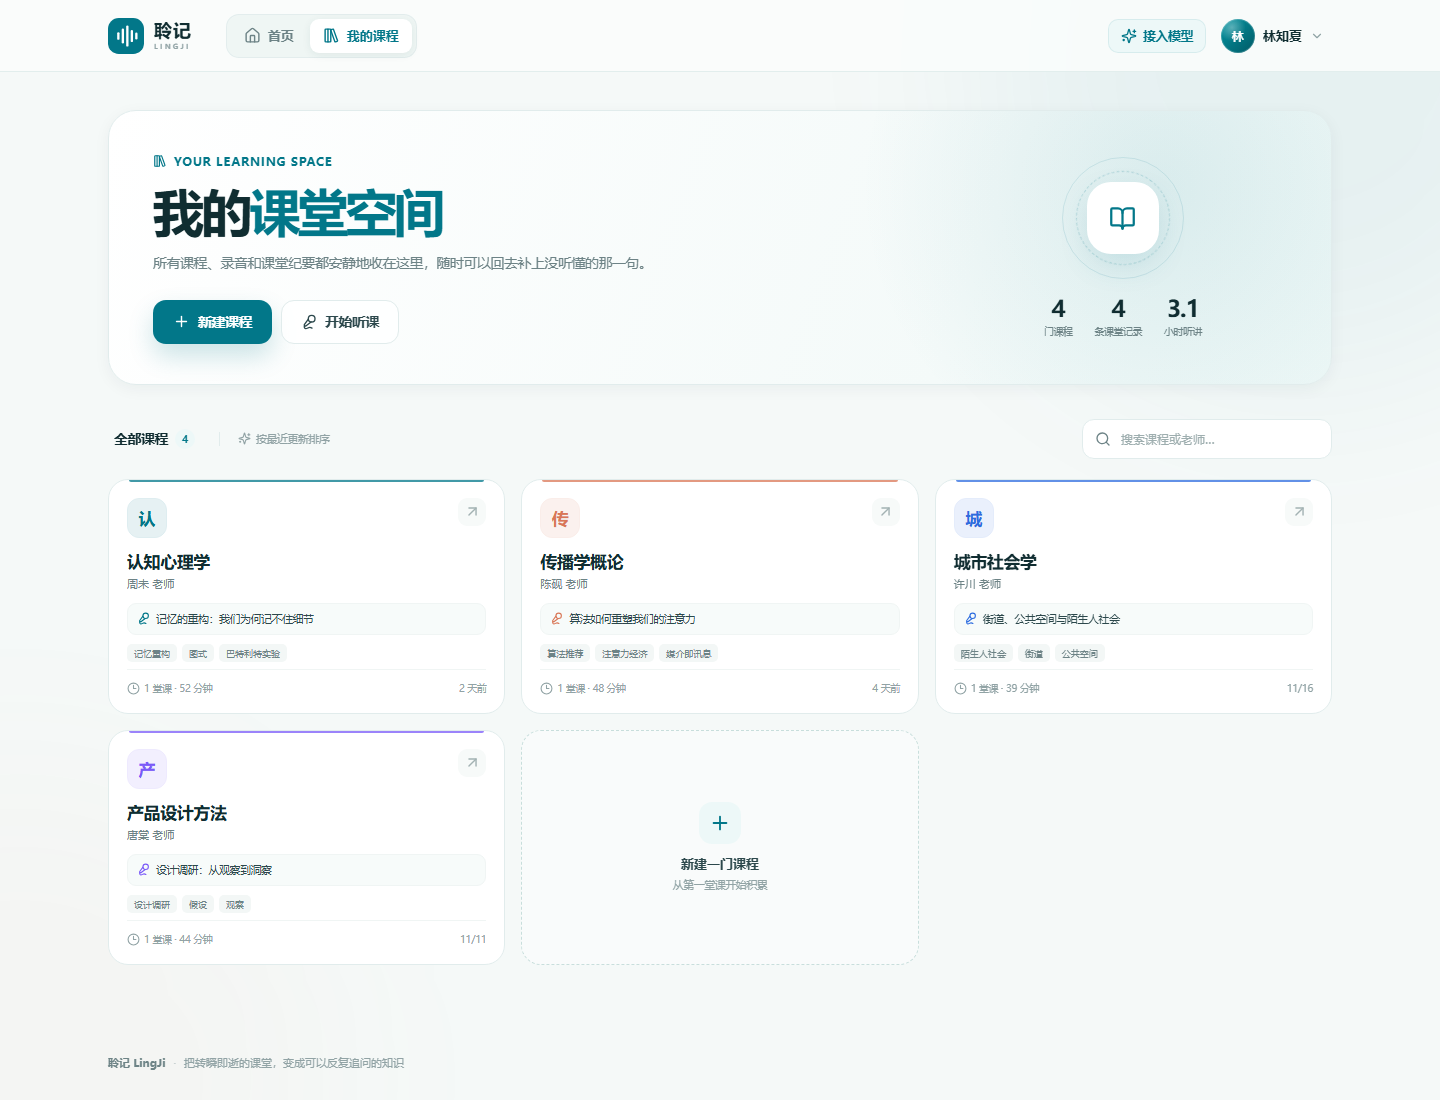 聆记
LINGJI
首页
我的课程
接入模型
林
林知夏
YOUR LEARNING SPACE
我的课堂空间
所有课程、录音和课堂纪要都安静地收在这里，随时可以回去补上没听懂的那一句。
新建课程
开始听课
4
门课程
4
条课堂记录
3.1
小时听讲
全部课程 4
按最近更新排序
搜索课程或老师...
认
认知心理学
周未 老师
记忆的重构：我们为何记不住细节
记忆重构 图式 巴特利特实验
1 堂课 · 52 分钟 2 天前
传
传播学概论
陈砚 老师
算法如何重塑我们的注意力
算法推荐 注意力经济 媒介即讯息
1 堂课 · 48 分钟 4 天前
城
城市社会学
许川 老师
街道、公共空间与陌生人社会
陌生人社会 街道 公共空间
1 堂课 · 39 分钟 11/16
产
产品设计方法
唐棠 老师
设计调研：从观察到洞察
设计调研 假设 观察
1 堂课 · 44 分钟 11/11
新建一门课程
从第一堂课开始积累
聆记 LingJi · 把转瞬即逝的课堂，变成可以反复追问的知识